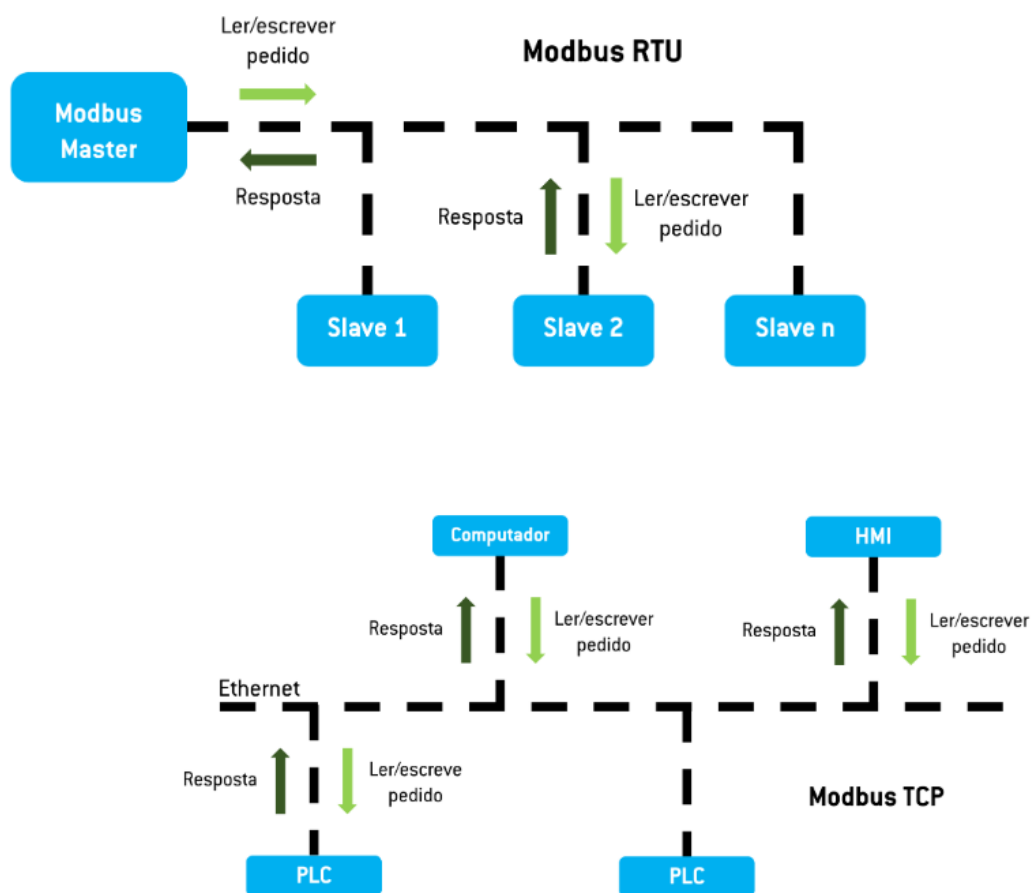 Ler/escrever
pedido
Modbus RTU
Modbus
Master
Resposta
Resposta
Ler/escrever
pedido
Slave 1
Slave 2
Slave n
Computador
HMI
Resposta
Ler/escrever
pedido
Resposta
Ler/escrever
pedido
Ethernet
Resposta
Ler/escreve
pedido
Modbus TCP
PLC
PLC